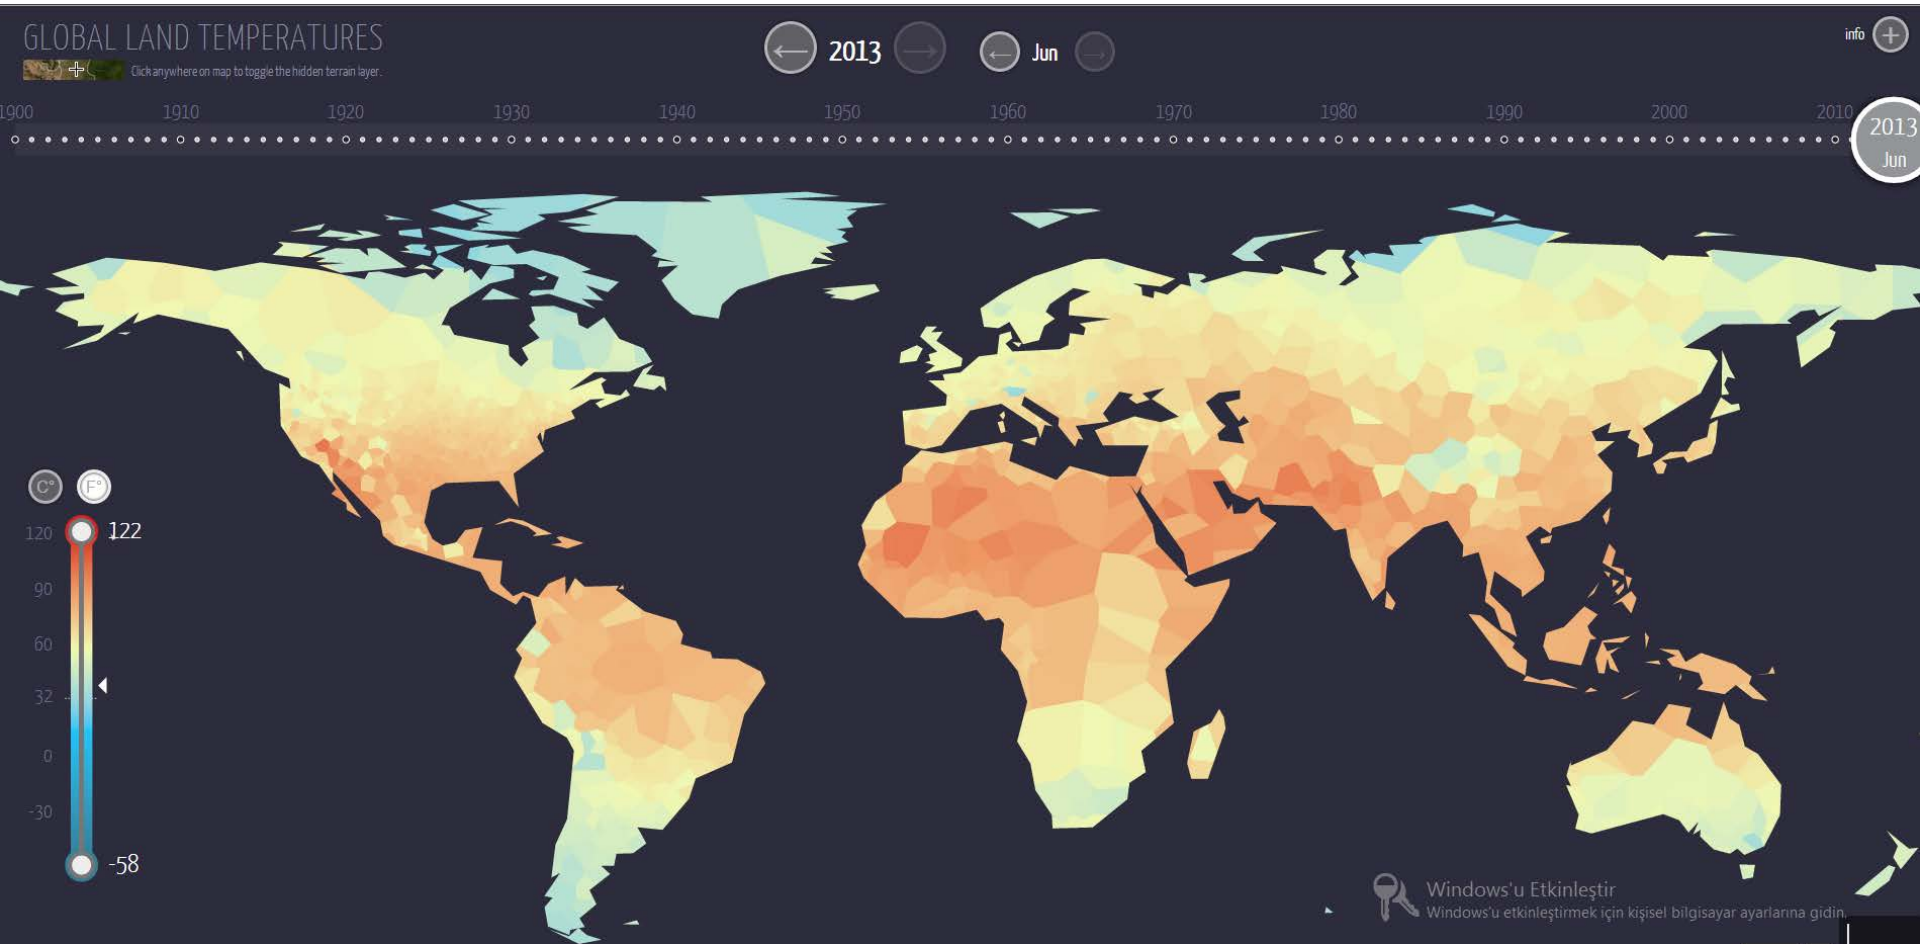 GLOBAL LAND TEMPERATURES
Click anywhere on map to toggle the hidden terrain layer.
2013
Jun
info
1900 1910 1920 1930 1940 1950 1960 1970 1980 1990 2000 2010
2013
Jun
C° F°
120 122
90
60
32
0
-30
-58
Windows'u Etkinleştir
Windows'u etkinleştirmek için kişisel bilgisayar ayarlarına gidin.